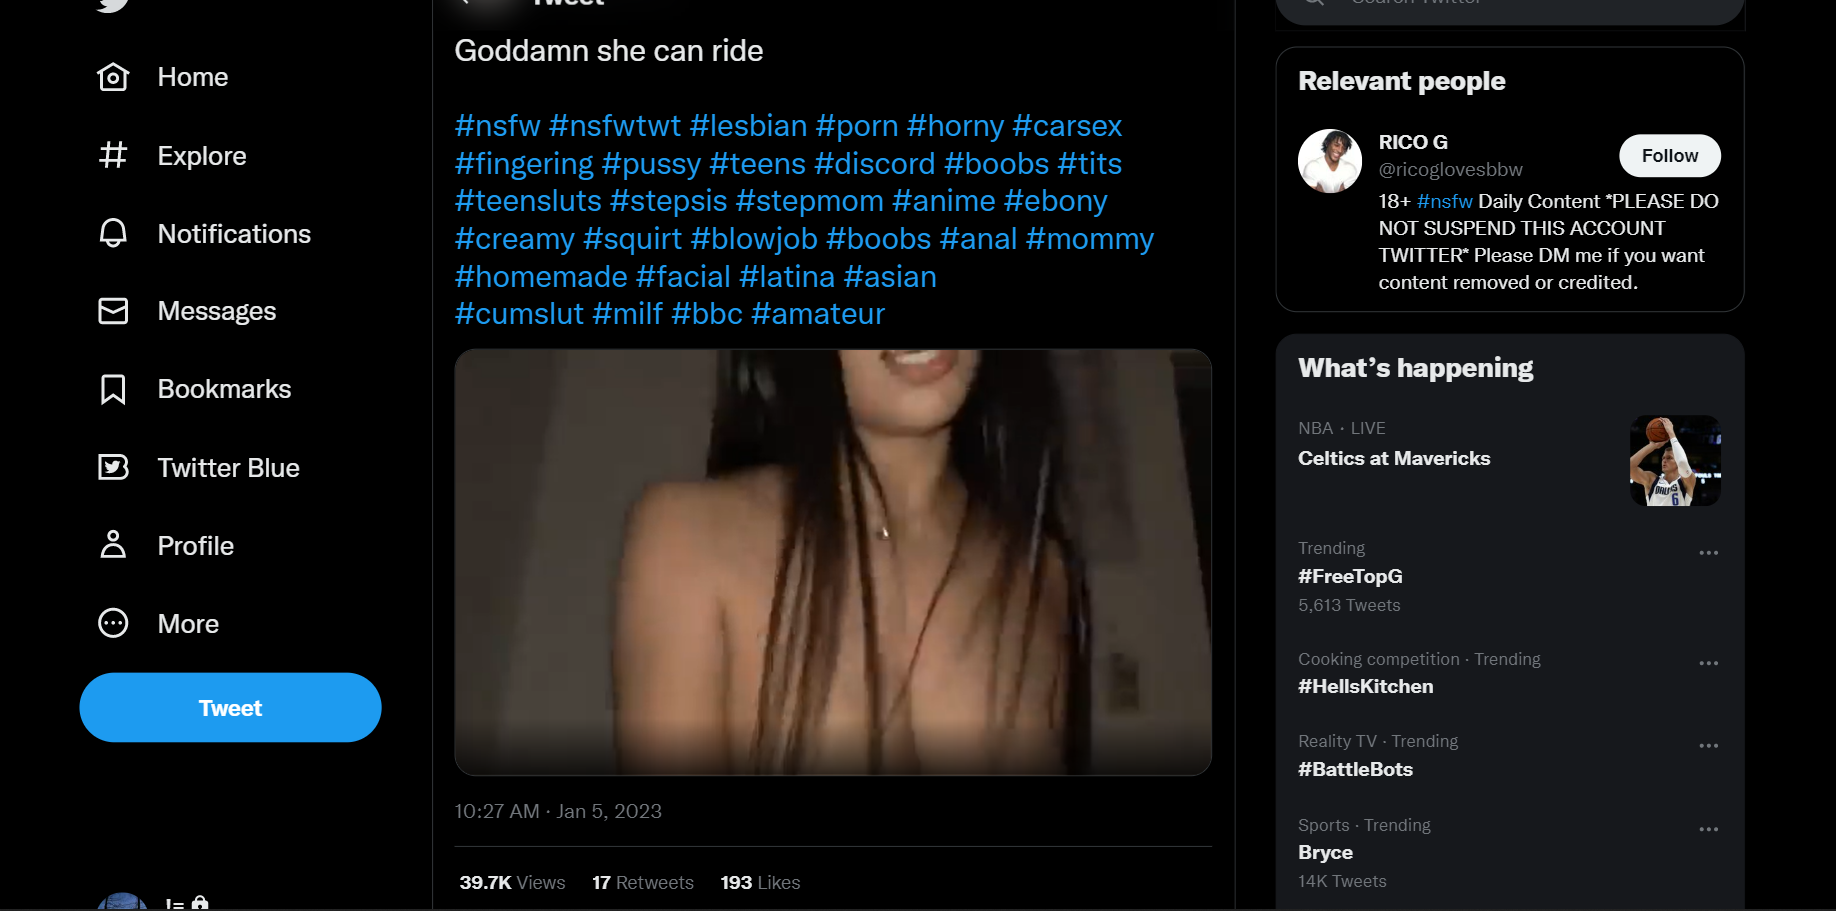 Tweet
Goddamn she can ride
#nsfw #nsfwtwt #lesbian #porn #horny #carsex
#fingering #pussy #teens #discord #boobs #tits
#teensluts #stepsis #stepmom #anime #ebony
#creamy #squirt #blowjob #boobs #anal #mommy
#homemade #facial #latina #asian
#cumslut #milf #bbc #amateur
10:27 AM · Jan 5, 2023
39.7K Views 17 Retweets 193 Likes
Home
Explore
Notifications
Messages
Bookmarks
Twitter Blue
Profile
More
Tweet
!=
Search Twitter
Relevant people
RICO G
@ricoglovesbbw
Follow
18+ #nsfw Daily Content *PLEASE DO
NOT SUSPEND THIS ACCOUNT
TWITTER* Please DM me if you want
content removed or credited.
What's happening
NBA · LIVE
Celtics at Mavericks
Trending
#FreeTopG
5,613 Tweets
Cooking competition · Trending
#HellsKitchen
Reality TV · Trending
#BattleBots
Sports · Trending
Bryce
14K Tweets